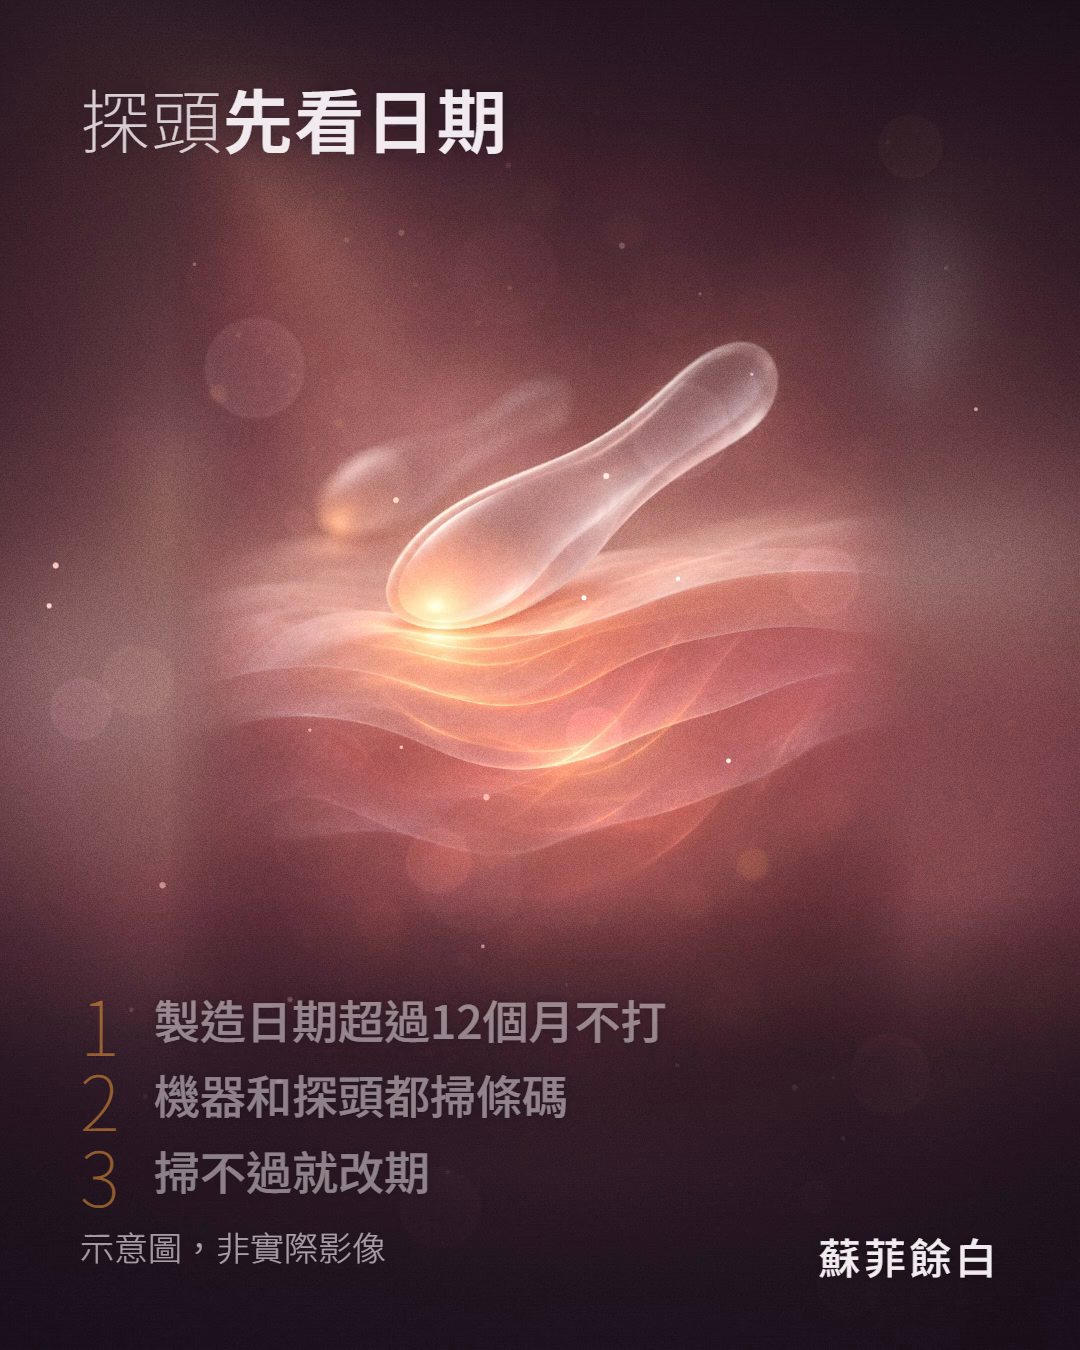 探頭先看日期
1 製造日期超過12個月不打
2 機器和探頭都掃條碼
3 掃不過就改期
示意圖，非實際影像
蘇菲餘白